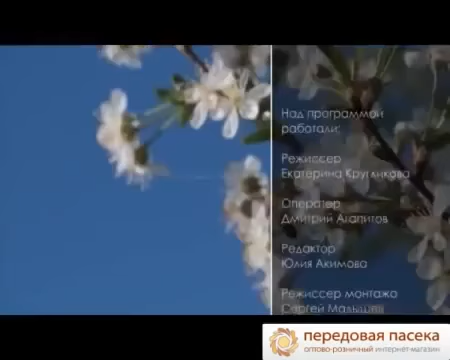 Над программой
работали:
Режиссер
Екатерина Кругликова
Оператор
Дмитрий Агапитов
Редактор
Юлия Акимова
Режиссер монтажа
Сергей Малышев
передовая пасека
оптово-розничный интернет-магазин